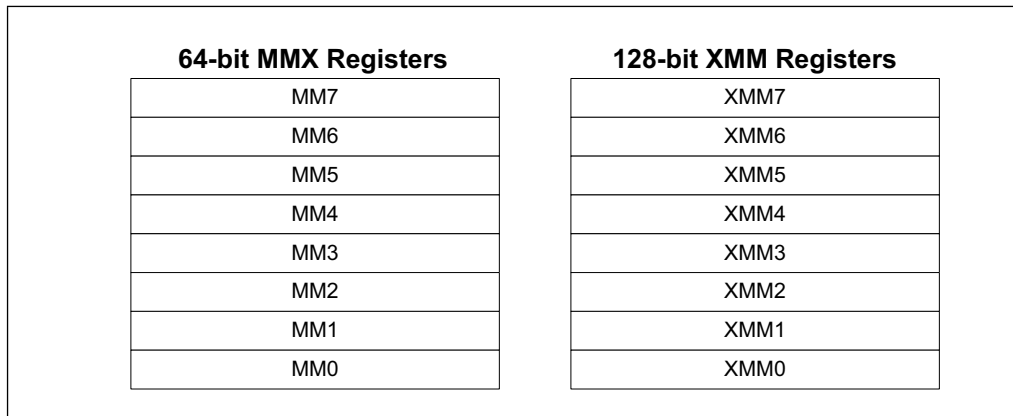 64-bit MMX Registers
MM7
MM6
MM5
MM4
MM3
MM2
MM1
MM0
128-bit XMM Registers
XMM7
XMM6
XMM5
XMM4
XMM3
XMM2
XMM1
XMM0